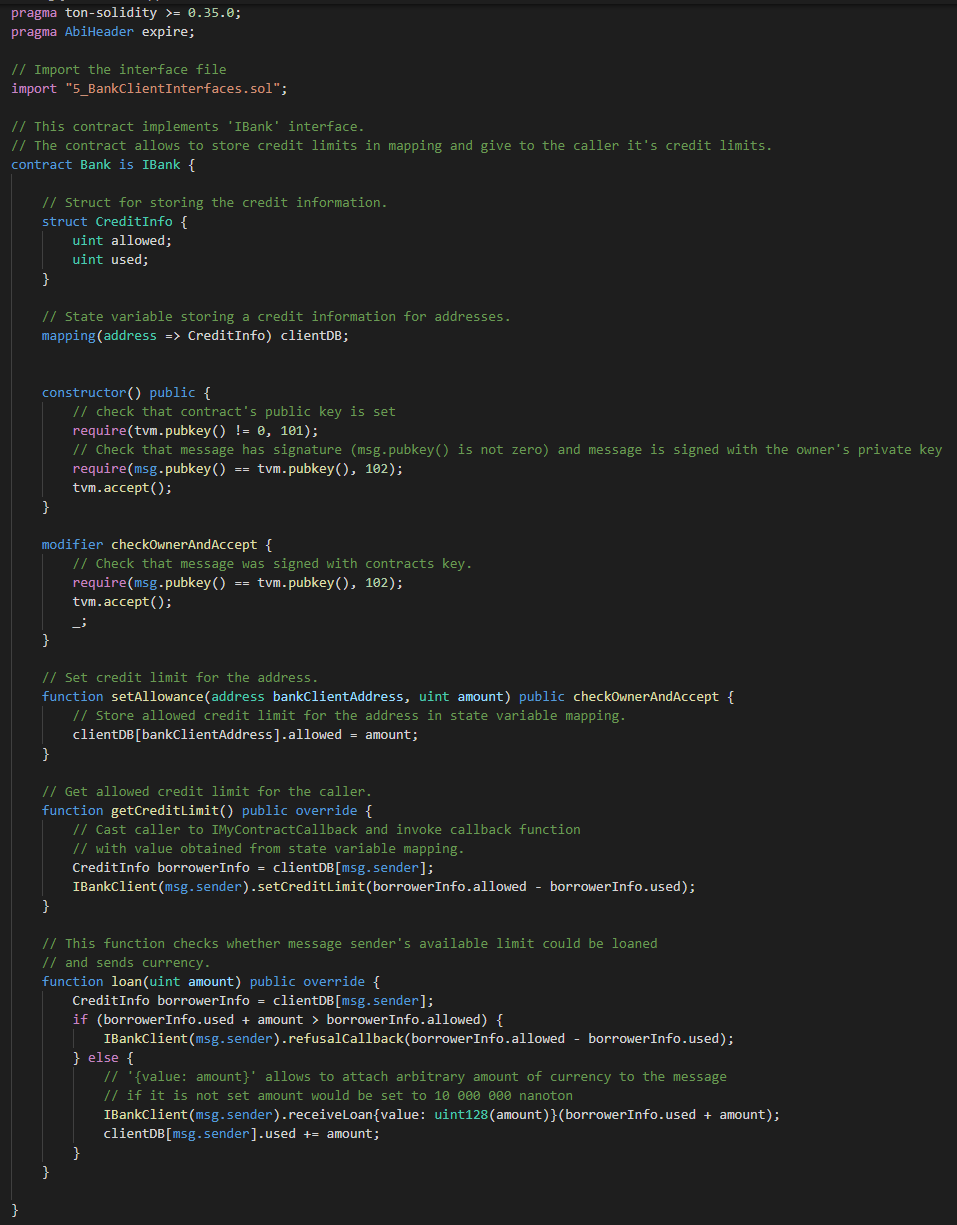 pragma ton-solidity >= 0.35.0;
pragma AbiHeader expire;
// Import the interface file
import "5_BankClientInterfaces.sol";
// This contract implements 'IBank' interface.
// The contract allows to store credit limits in mapping and give to the caller it's credit limits.
contract Bank is IBank {
// Struct for storing the credit information.
struct CreditInfo {
uint allowed;
uint used;
}
// State variable storing a credit information for addresses.
mapping(address => CreditInfo) clientDB;
constructor() public {
// check that contract's public key is set
require(tvm.pubkey() != 0, 101);
// Check that message has signature (msg.pubkey() is not zero) and message is signed with the owner's private key
require(msg.pubkey() == tvm.pubkey(), 102);
tvm.accept();
}
modifier checkOwnerAndAccept {
// Check that message was signed with contracts key.
require(msg.pubkey() == tvm.pubkey(), 102);
tvm.accept();
_;
}
// Set credit limit for the address.
function setAllowance(address bankClientAddress, uint amount) public checkOwnerAndAccept {
// Store allowed credit limit for the address in state variable mapping.
clientDB[bankClientAddress].allowed = amount;
}
// Get allowed credit limit for the caller.
function getCreditLimit() public override {
// Cast caller to IMyContractCallback and invoke callback function
// with value obtained from state variable mapping.
CreditInfo borrowerInfo = clientDB[msg.sender];
IBankClient(msg.sender).setCreditLimit(borrowerInfo.allowed - borrowerInfo.used);
}
// This function checks whether message sender's available limit could be loaned
// and sends currency.
function loan(uint amount) public override {
CreditInfo borrowerInfo = clientDB[msg.sender];
if (borrowerInfo.used + amount > borrowerInfo.allowed) {
IBankClient(msg.sender).refusalCallback(borrowerInfo.allowed - borrowerInfo.used);
} else {
// '{value: amount}' allows to attach arbitrary amount of currency to the message
// if it is not set amount would be set to 10 000 000 nanoton
IBankClient(msg.sender).receiveLoan{value: uint128(amount)}(borrowerInfo.used + amount);
clientDB[msg.sender].used += amount;
}
}
}